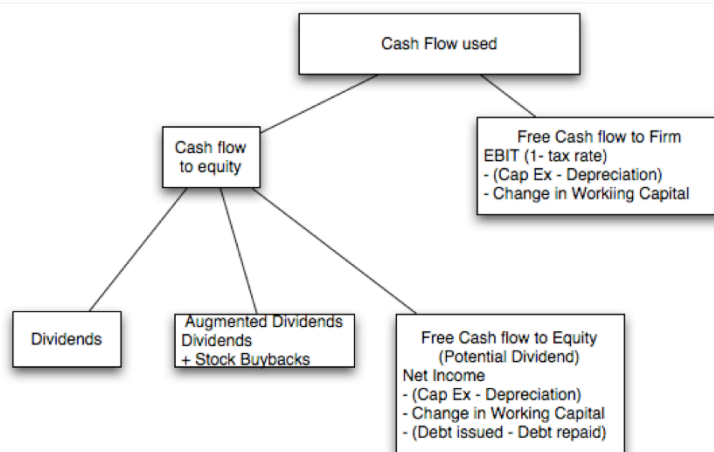 Cash Flow used
Cash flow
to equity
Free Cash flow to Firm
EBIT (1- tax rate)
- (Cap Ex - Depreciation)
- Change in Workiing Capital
Dividends
Augmented Dividends
Dividends
+ Stock Buybacks
Free Cash flow to Equity
(Potential Dividend)
Net Income
- (Cap Ex - Depreciation)
- Change in Working Capital
- (Debt issued - Debt repaid)